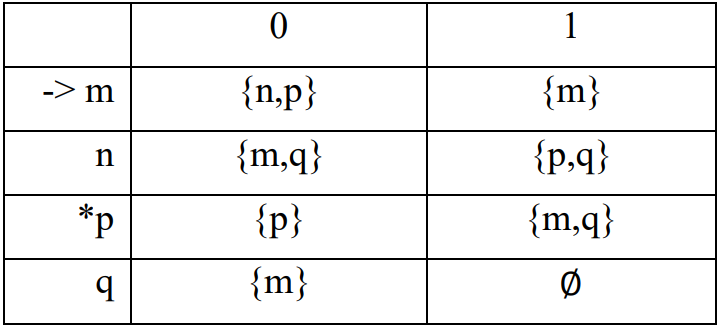 0 1
-> m {n,p} {m}
n {m,q} {p,q}
*p {p} {m,q}
q {m} ∅